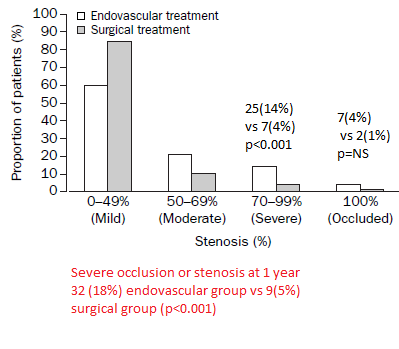 Proportion of patients (%)
100
90
80
70
60
50
40
30
20
10
0
Endovascular treatment
Surgical treatment
25(14%)
vs 7(4%)
p<0.001
7(4%)
vs 2(1%)
p=NS
0–49%
(Mild)
50–69%
(Moderate)
70–99%
(Severe)
100%
(Occluded)
Stenosis (%)
Severe occlusion or stenosis at 1 year
32 (18%) endovascular group vs 9(5%)
surgical group (p<0.001)